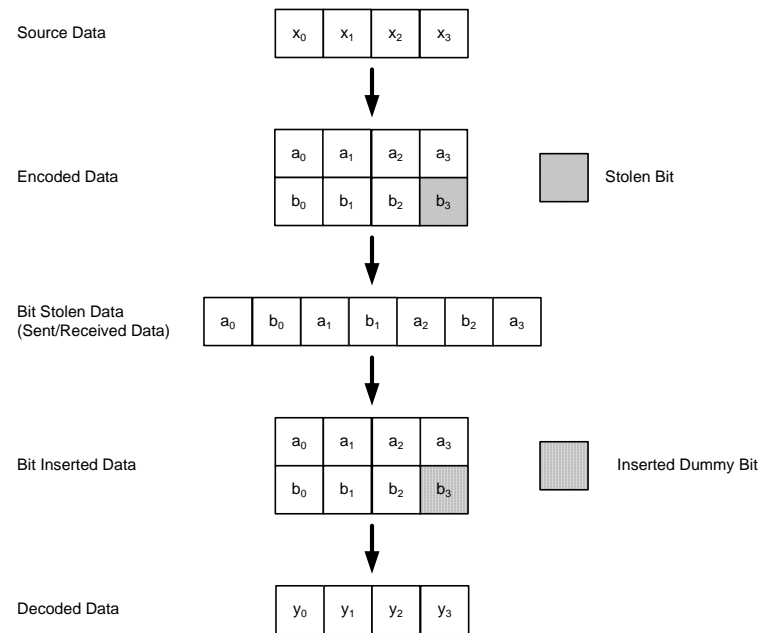 Source Data
x0 x1 x2 x3
a0 a1 a2 a3
Encoded Data
Stolen Bit
b0 b1 b2 b3
Bit Stolen Data
(Sent/Received Data)
a0 b0 a1 b1 a2 b2 a3
a0 a1 a2 a3
Bit Inserted Data
Inserted Dummy Bit
b0 b1 b2 b3
Decoded Data
y0 y1 y2 y3